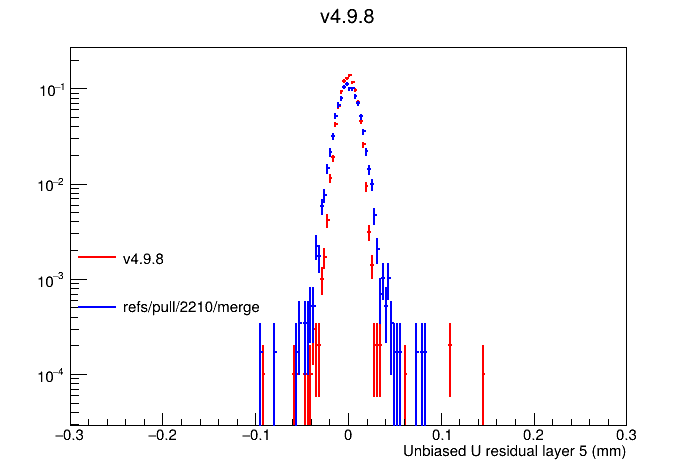 v4.9.8
10⁻¹
10⁻²
10⁻³
10⁻⁴
v4.9.8
refs/pull/2210/merge
−0.3 −0.2 −0.1 0 0.1 0.2 0.3
Unbiased U residual layer 5 (mm)